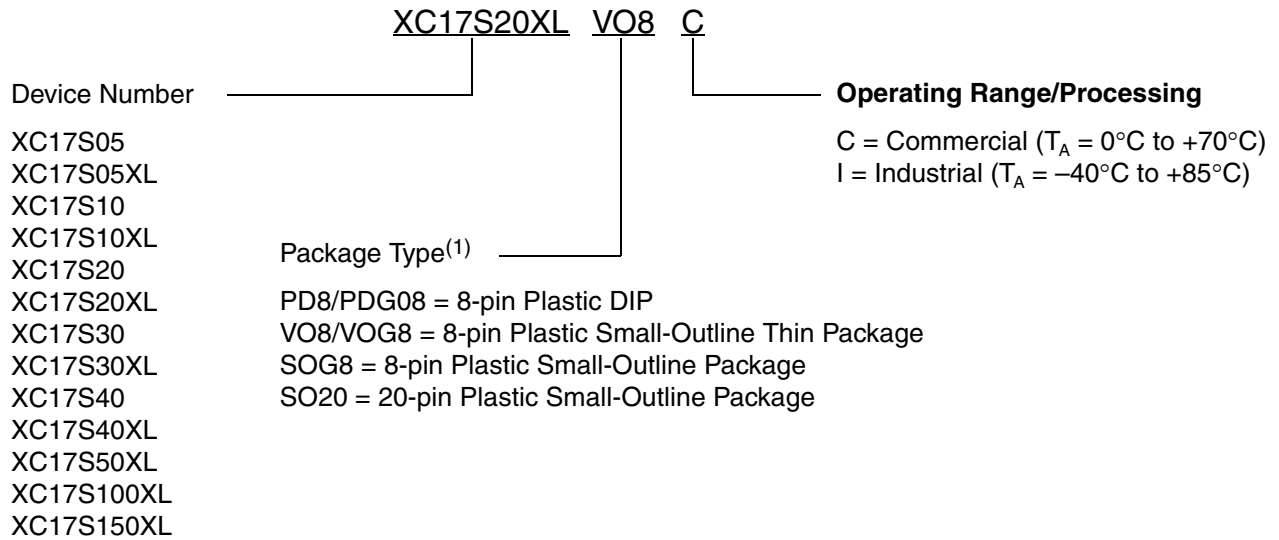 XC17S20XL VO8 C
Device Number
XC17S05
XC17S05XL
XC17S10
XC17S10XL
XC17S20
XC17S20XL
XC17S30
XC17S30XL
XC17S40
XC17S40XL
XC17S50XL
XC17S100XL
XC17S150XL
Package Type(1)
PD8/PDG08 = 8-pin Plastic DIP
VO8/VOG8 = 8-pin Plastic Small-Outline Thin Package
SOG8 = 8-pin Plastic Small-Outline Package
SO20 = 20-pin Plastic Small-Outline Package
Operating Range/Processing
C = Commercial (TA = 0°C to +70°C)
I = Industrial (TA = –40°C to +85°C)